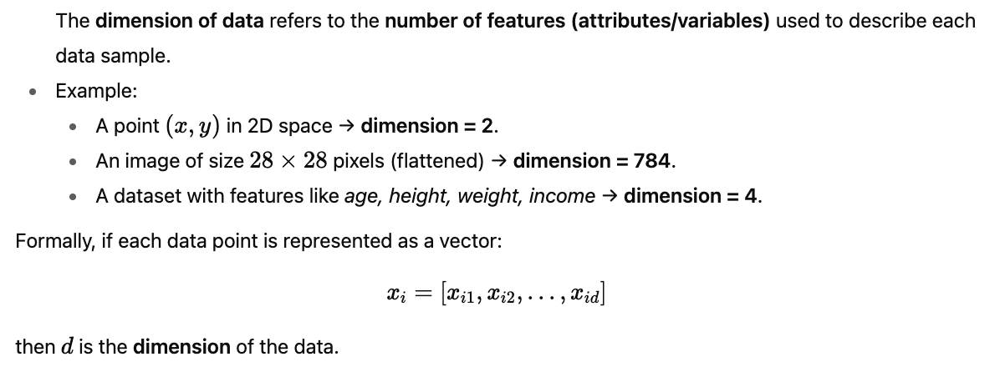 The dimension of data refers to the number of features (attributes/variables) used to describe each
data sample.
• Example:
• A point (x, y) in 2D space → dimension = 2.
• An image of size 28 × 28 pixels (flattened) → dimension = 784.
• A dataset with features like age, height, weight, income → dimension = 4.
Formally, if each data point is represented as a vector:
x_i = [x_{i1}, x_{i2}, . . . , x_{id}]
then d is the dimension of the data.